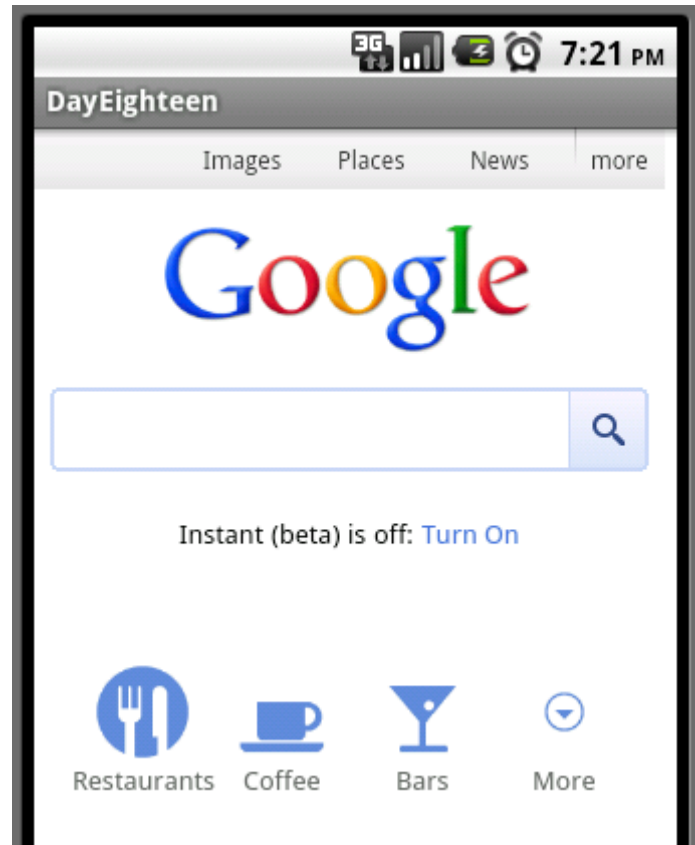 3G 7:21 PM
DayEighteen
Images Places News more
Google
Instant (beta) is off: Turn On
Restaurants Coffee Bars More